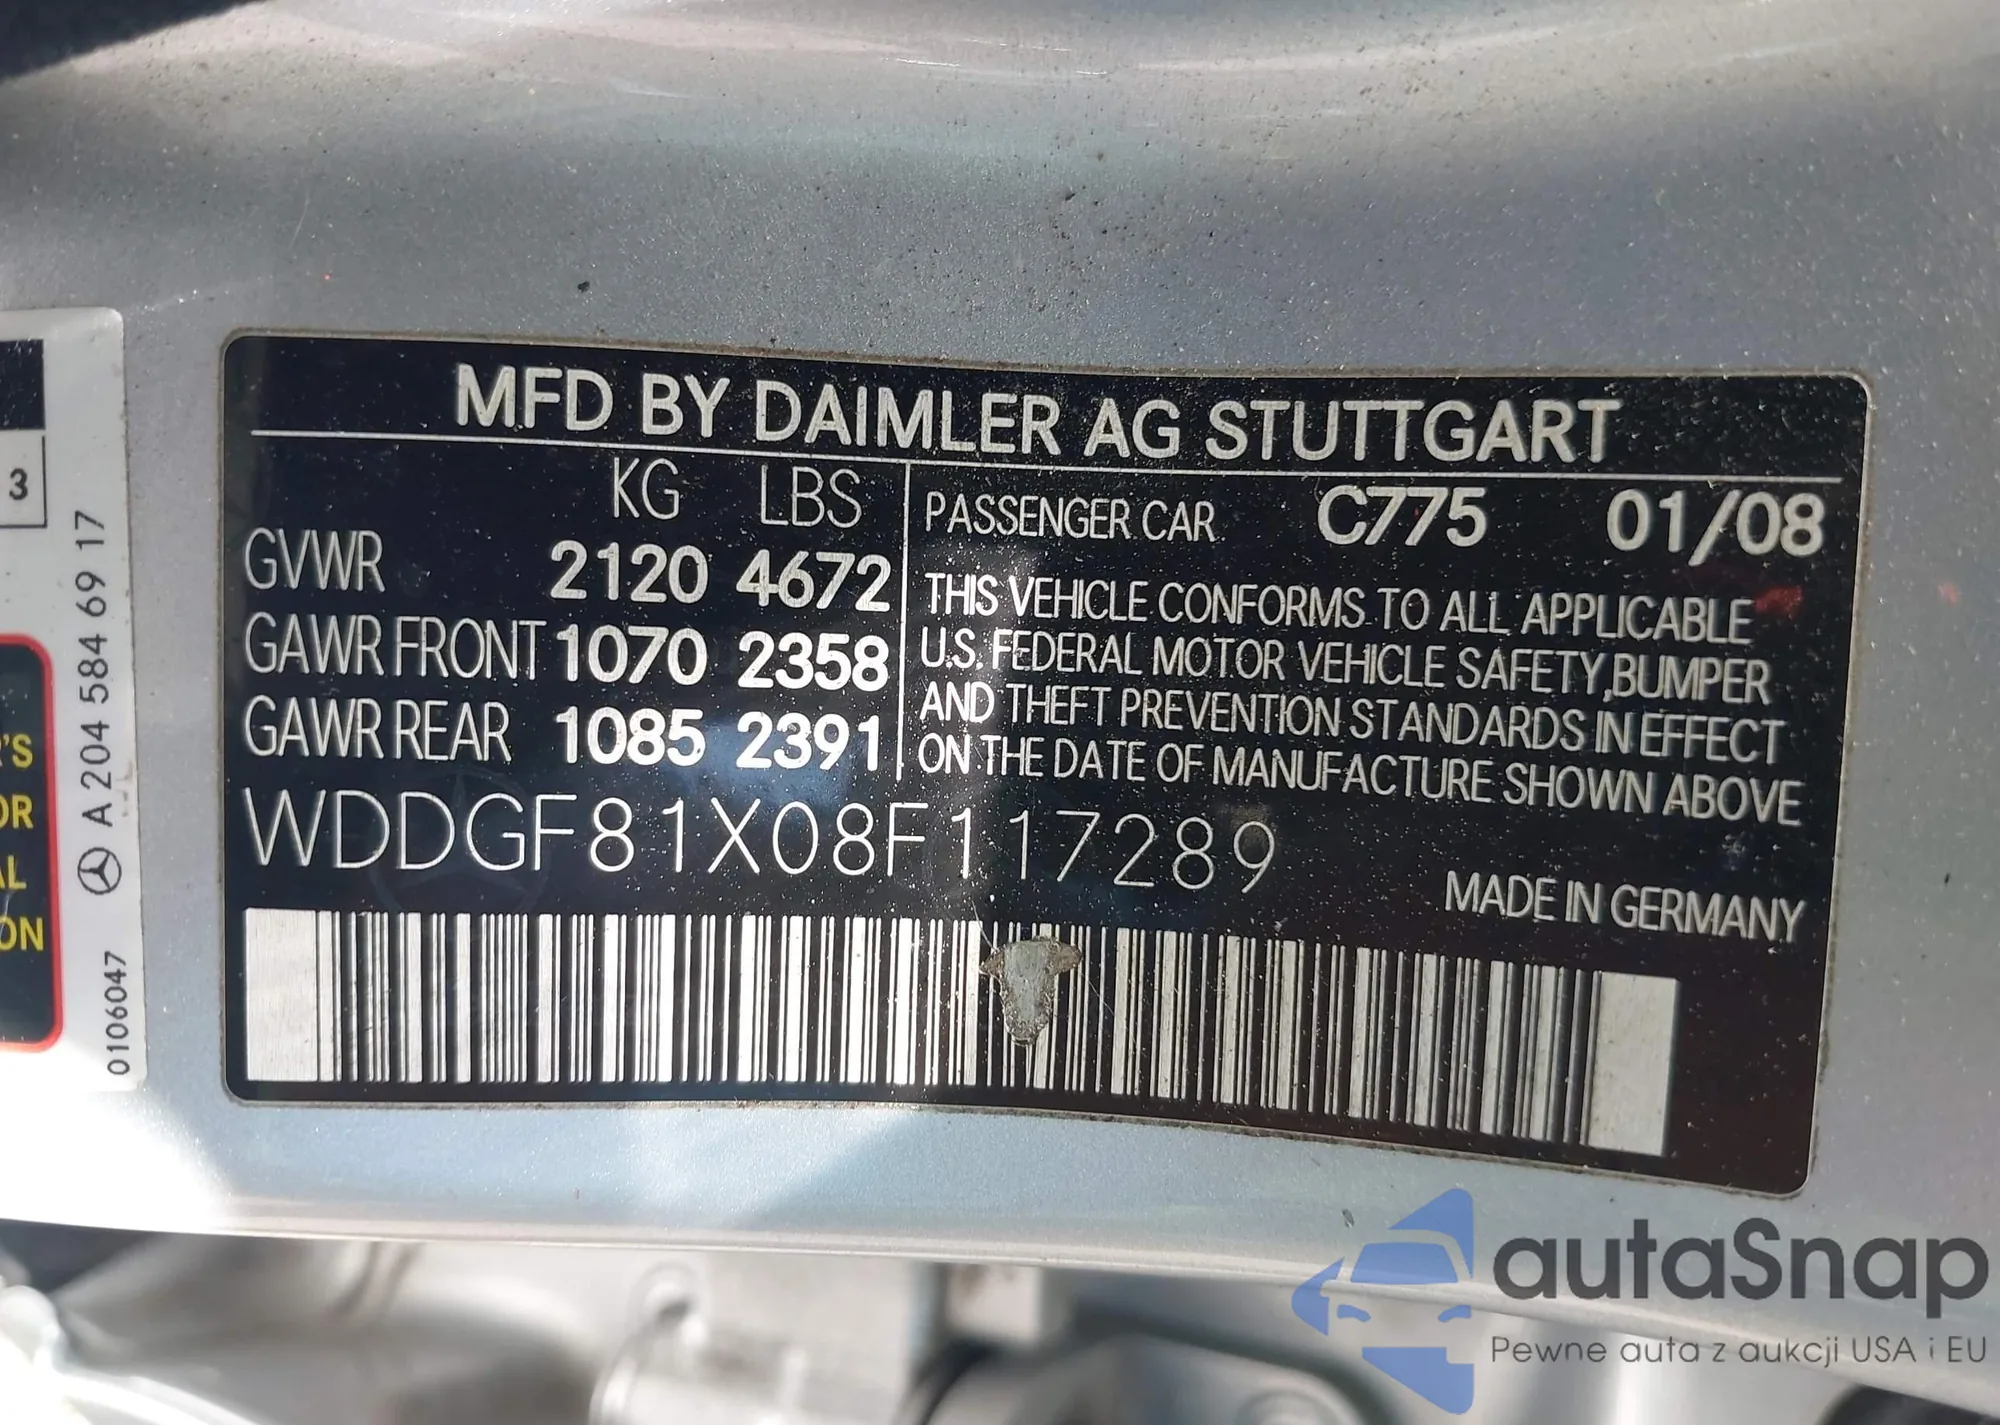 MFD BY DAIMLER AG STUTTGART
KG LBS
GVWR 2120 4672
GAWR FRONT 1070 2358
GAWR REAR 1085 2391
PASSENGER CAR C775 01/08
THIS VEHICLE CONFORMS TO ALL APPLICABLE
U.S. FEDERAL MOTOR VEHICLE SAFETY, BUMPER
AND THEFT PREVENTION STANDARDS IN EFFECT
ON THE DATE OF MANUFACTURE SHOWN ABOVE
WDDGF81X08F117289
MADE IN GERMANY
3
A 204 584 69 17
0106047
'S
OR
AL
ON
autaSnap
Pewne auta z aukcji USA i EU